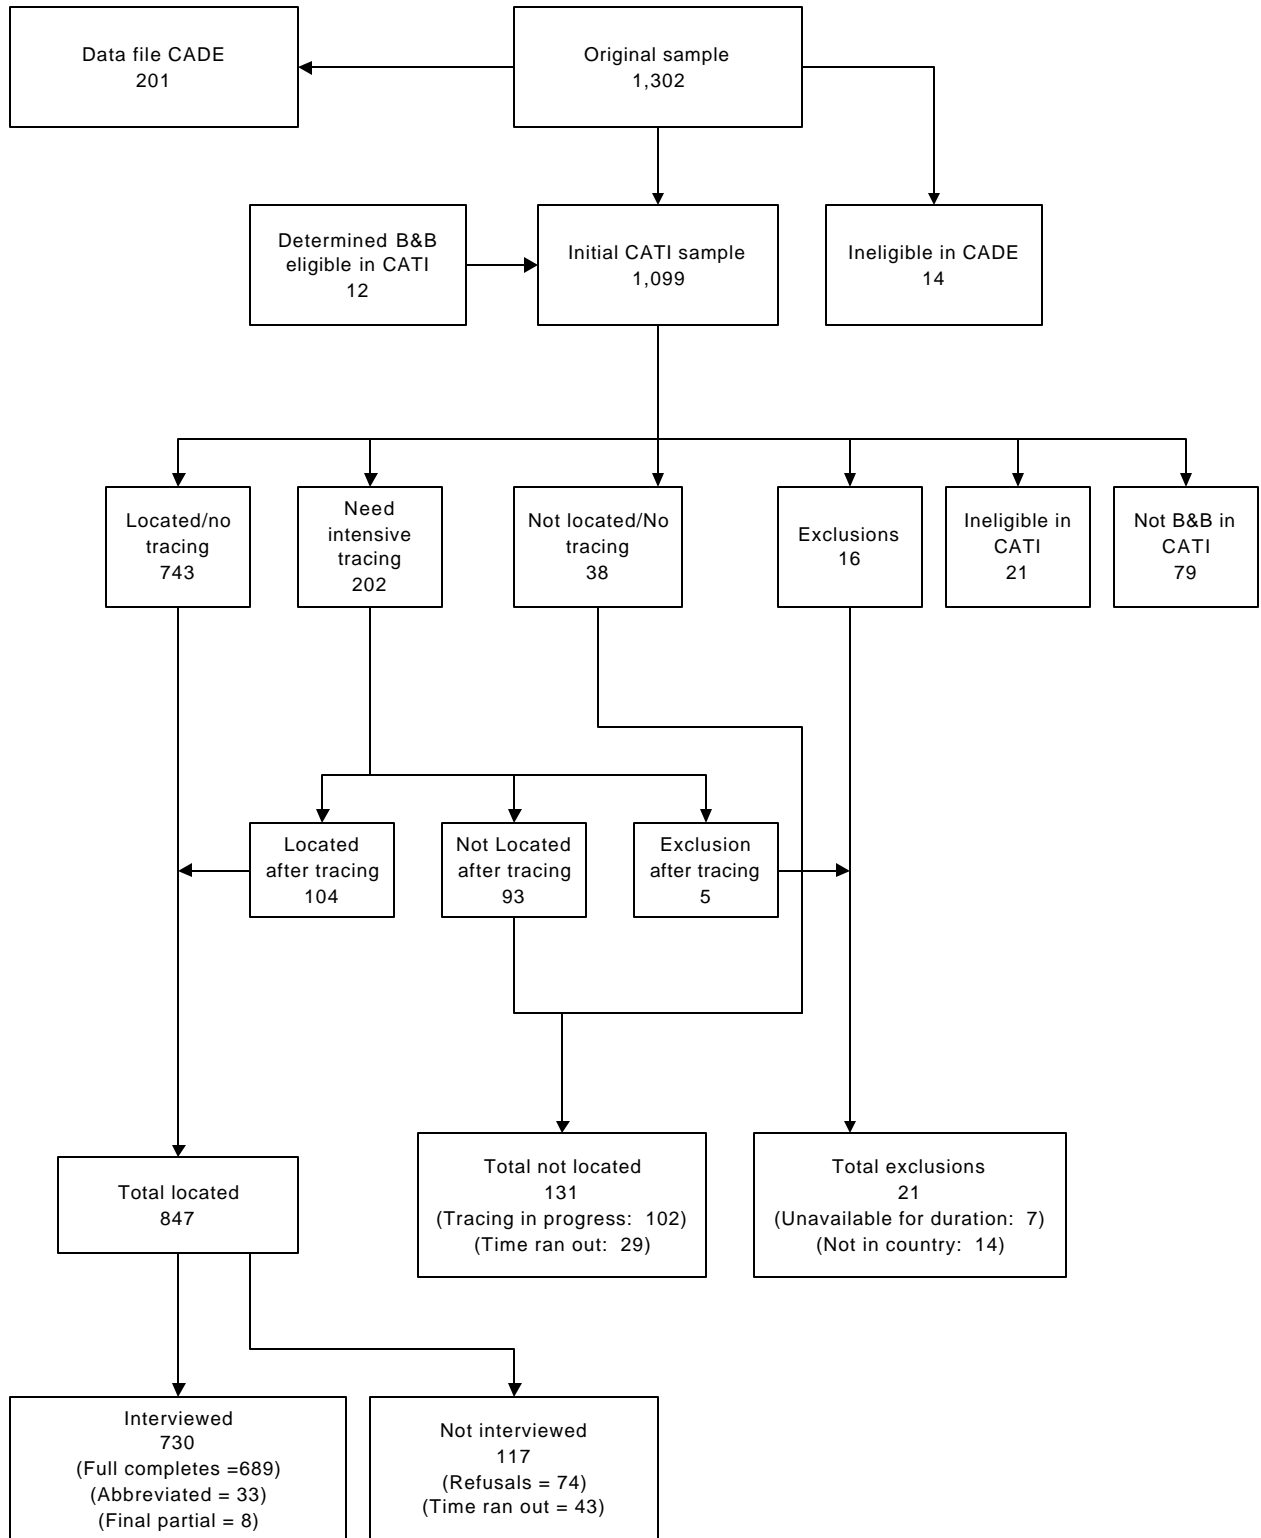 Data file CADE
201
Original sample
1,302
Determined B&B
eligible in CATI
12
Initial CATI sample
1,099
Ineligible in CADE
14
Located/no
tracing
743
Need
intensive
tracing
202
Not located/No
tracing
38
Exclusions
16
Ineligible in
CATI
21
Not B&B in
CATI
79
Located
after tracing
104
Not Located
after tracing
93
Exclusion
after tracing
5
Total located
847
Total not located
131
(Tracing in progress:  102)
(Time ran out:  29)
Total exclusions
21
(Unavailable for duration:  7)
(Not in country:  14)
Interviewed
730
(Full completes =689)
(Abbreviated = 33)
(Final partial = 8)
Not interviewed
117
(Refusals = 74)
(Time ran out = 43)